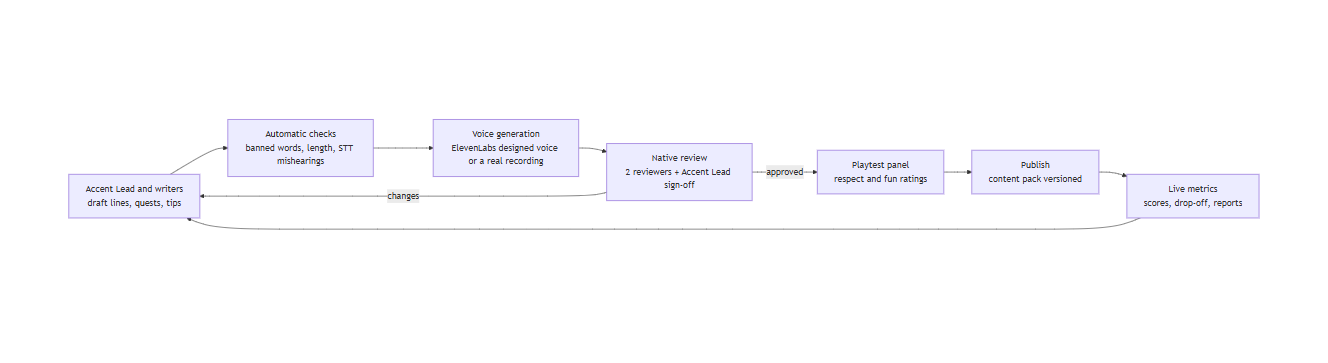 Automatic checks
banned words, length, STT
mishearings
Voice generation
ElevenLabs designed voice
or a real recording
Native review
2 reviewers + Accent Lead
sign-off
approved
Playtest panel
respect and fun ratings
Publish
content pack versioned
Accent Lead and writers
draft lines, quests, tips
changes
Live metrics
scores, drop-off, reports